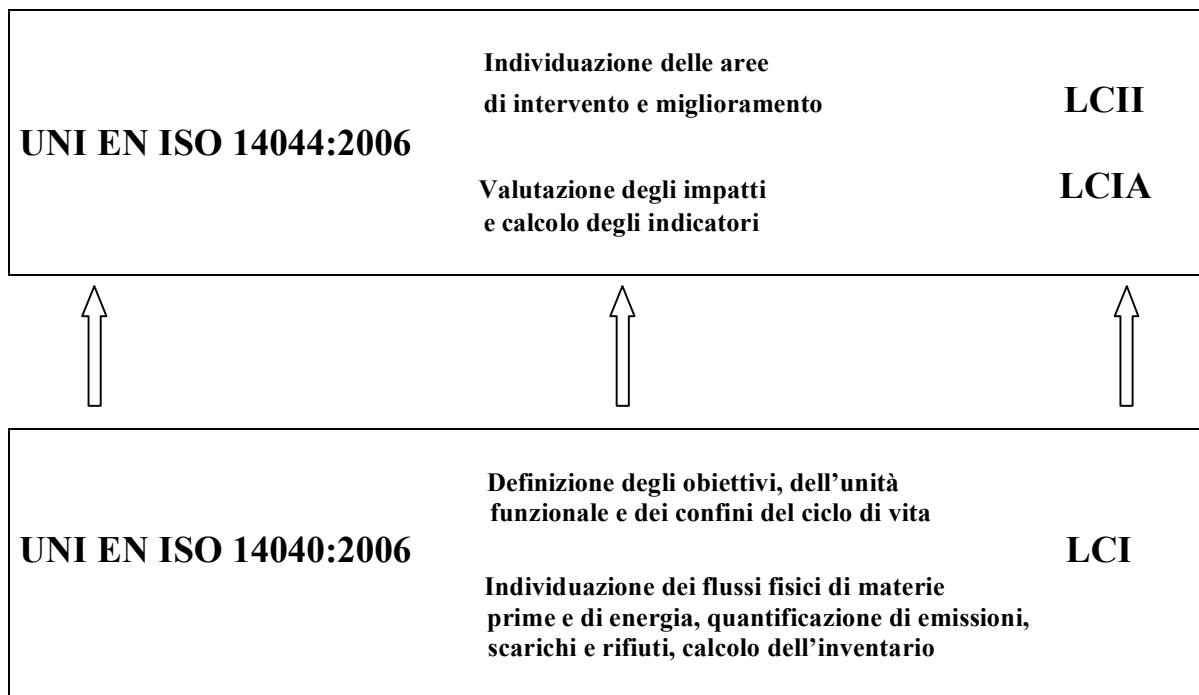 Individuazione delle aree
di intervento e miglioramento
LCII
UNI EN ISO 14044:2006
Valutazione degli impatti
e calcolo degli indicatori
LCIA
Definizione degli obiettivi, dell’unità
funzionale e dei confini del ciclo di vita
UNI EN ISO 14040:2006
LCI
Individuazione dei flussi fisici di materie
prime e di energia, quantificazione di emissioni,
scarichi e rifiuti, calcolo dell’inventario